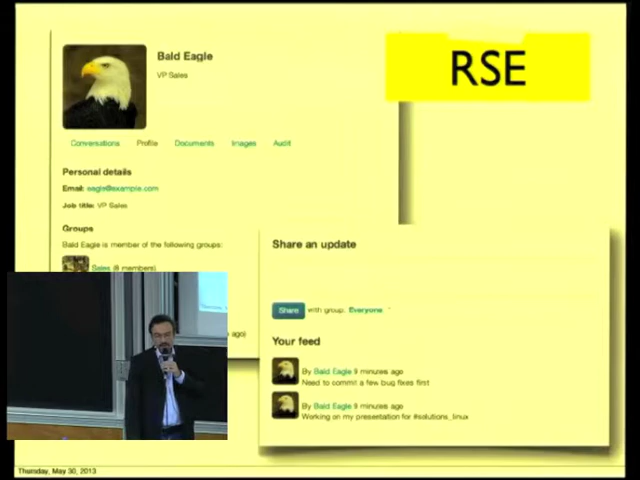 Bald Eagle
VP Sales
RSE
Conversations Profile Documents Images Audit
Personal details
Email: eagle@example.com
Job title: VP Sales
Groups
Bald Eagle is member of the following groups:
Sales (8 members)
ago)
Share an update
Share with group: Everyone
Your feed
By Bald Eagle 9 minutes ago
Need to commit a few bug fixes first
By Bald Eagle 9 minutes ago
Working on my presentation for #solutions_linux
Thursday, May 30, 2013